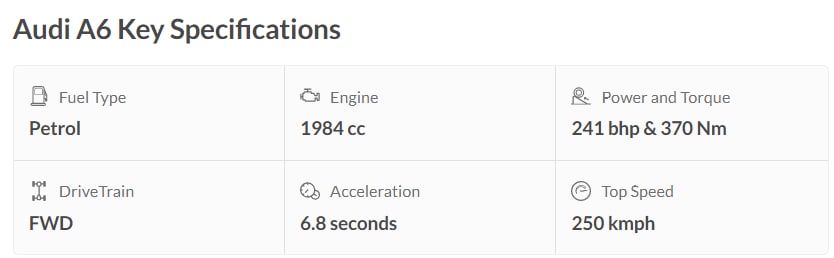 Audi A6 Key Specifications
Fuel Type
Petrol
Engine
1984 cc
Power and Torque
241 bhp & 370 Nm
DriveTrain
FWD
Acceleration
6.8 seconds
Top Speed
250 kmph